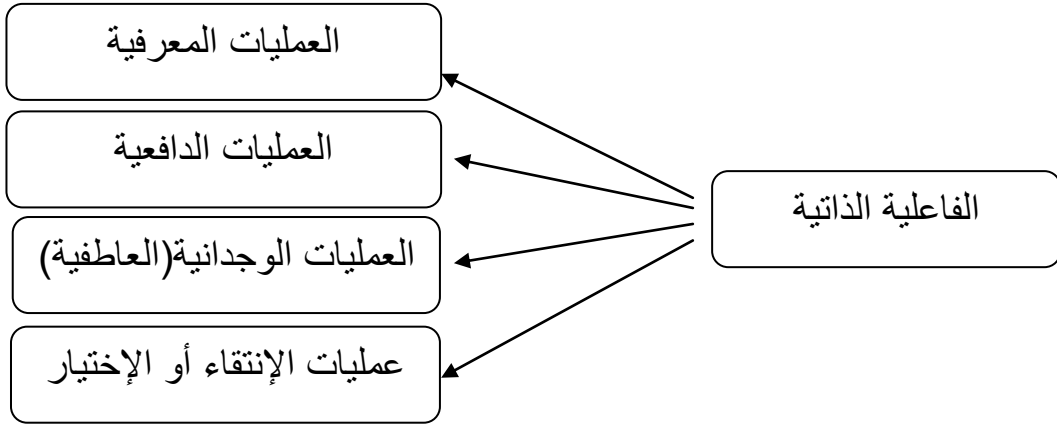 العمليات المعرفية
العمليات الدافعية
الفاعلية الذاتية
العمليات الوجدانية(العاطفية)
عمليات الإنتقاء أو الإختيار